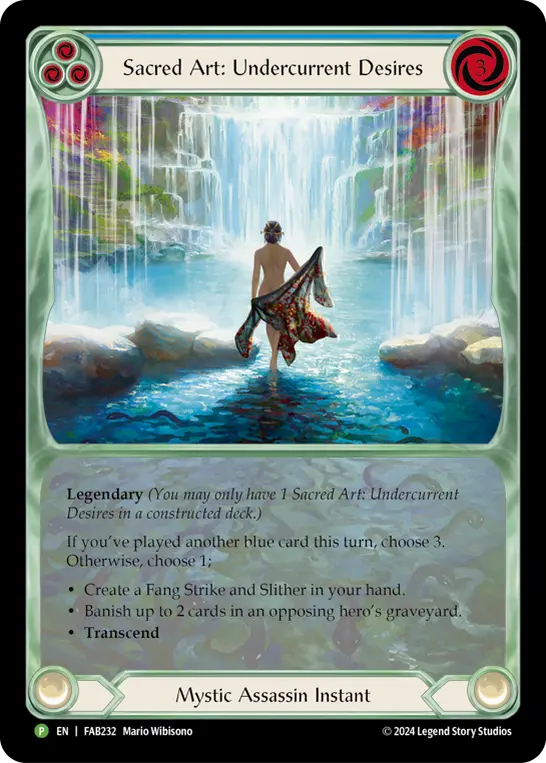 Sacred Art: Undercurrent Desires
3
Legendary (You may only have 1 Sacred Art: Undercurrent
Desires in a constructed deck.)
If you've played another blue card this turn, choose 3.
Otherwise, choose 1;
• Create a Fang Strike and Slither in your hand.
• Banish up to 2 cards in an opposing hero's graveyard.
• Transcend
Mystic Assassin Instant
P EN | FAB232 Mario Wibisono
© 2024 Legend Story Studios